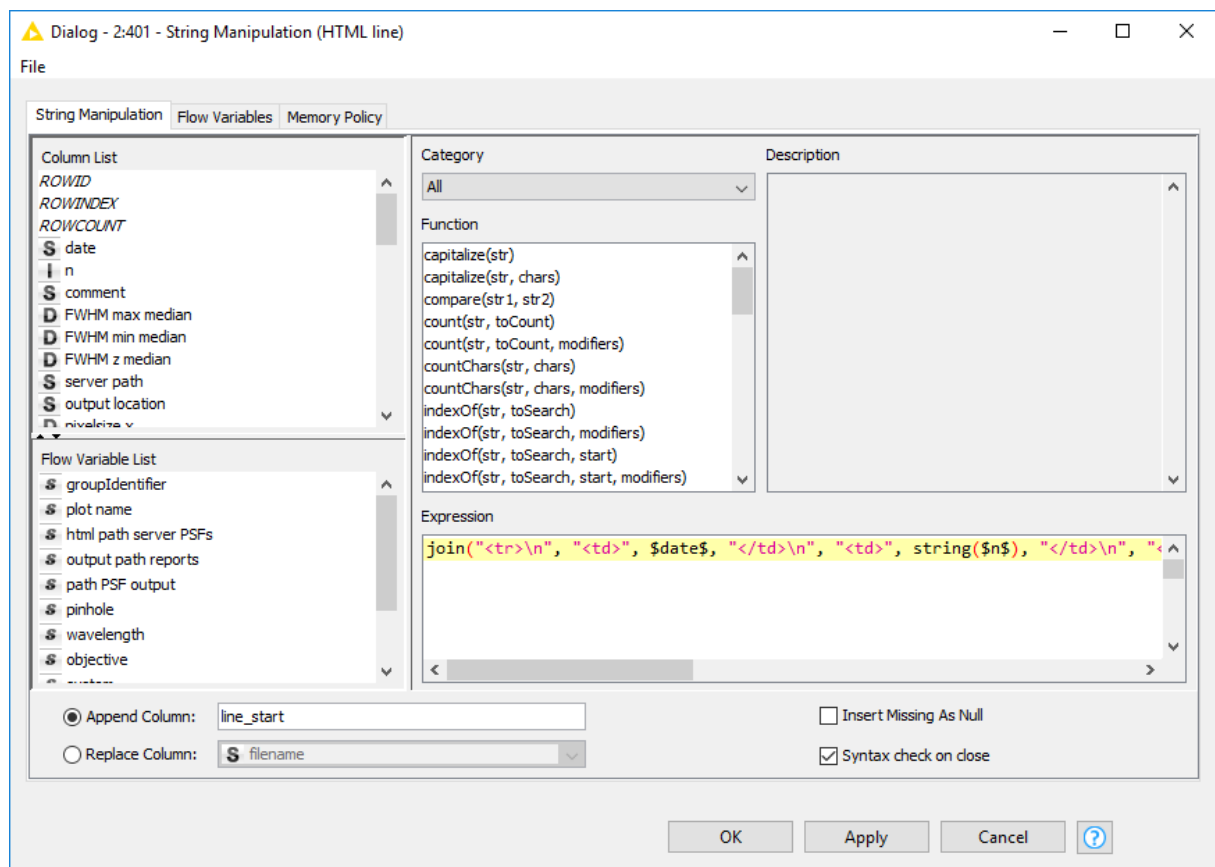 Dialog - 2:401 - String Manipulation (HTML line)
File
String Manipulation Flow Variables Memory Policy
Column List
ROWID
ROWINDEX
ROWCOUNT
S date
I n
S comment
D FWHM max median
D FWHM min median
D FWHM z median
S server path
S output location
D pixelsize x
Flow Variable List
s groupIdentifier
s plot name
s html path server PSFs
s output path reports
s path PSF output
s pinhole
s wavelength
s objective
Category
All
Function
capitalize(str)
capitalize(str, chars)
compare(str1, str2)
count(str, toCount)
count(str, toCount, modifiers)
countChars(str, chars)
countChars(str, chars, modifiers)
indexOf(str, toSearch)
indexOf(str, toSearch, modifiers)
indexOf(str, toSearch, start)
indexOf(str, toSearch, start, modifiers)
Description
Expression
join("<tr>\n", "<td>", $date$, "</td>\n", "<td>", string($n$), "</td>\n", "<
Append Column: line_start
Replace Column: S filename
Insert Missing As Null
Syntax check on close
OK Apply Cancel ?